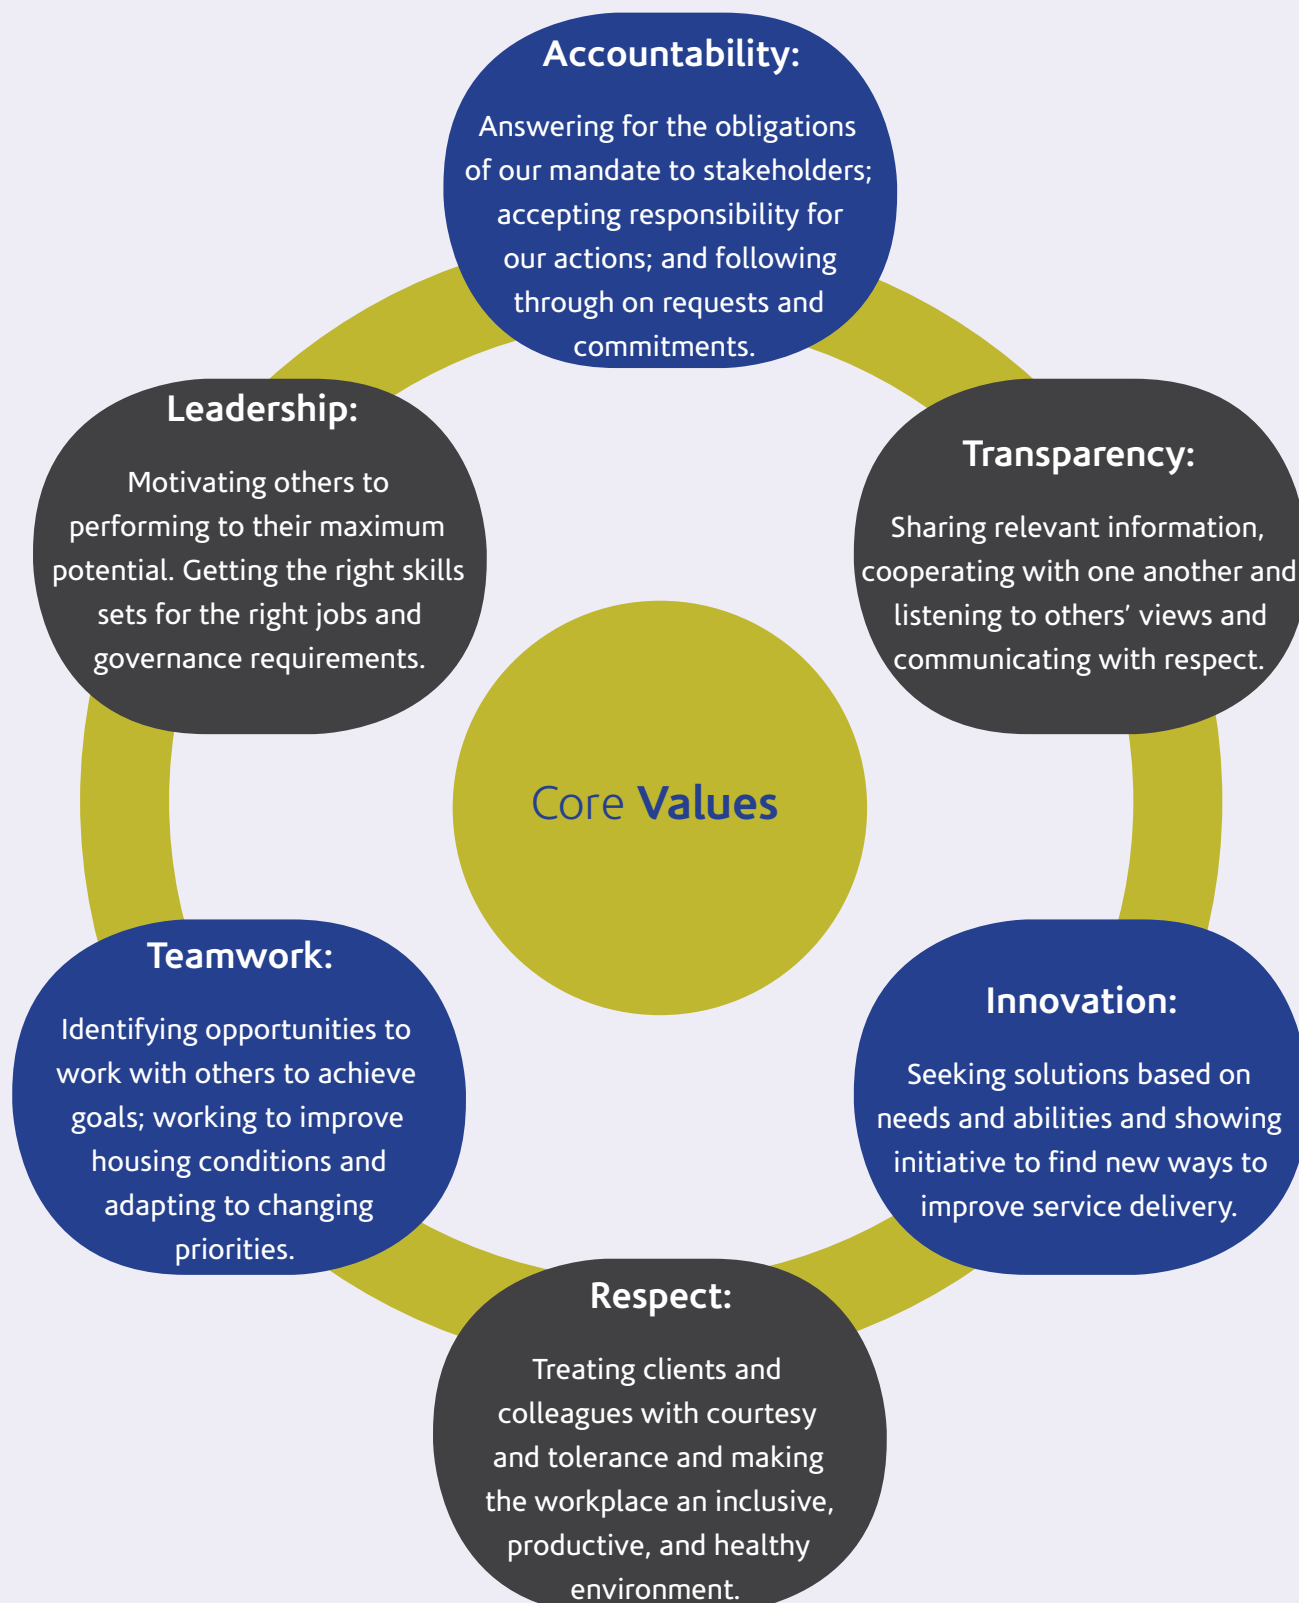 Accountability:
Answering for the obligations
of our mandate to stakeholders;
accepting responsibility for
our actions; and following
through on requests and
commitments.
Leadership:
Motivating others to
performing to their maximum
potential. Getting the right skills
sets for the right jobs and
governance requirements.
Transparency:
Sharing relevant information,
cooperating with one another and
listening to others’ views and
communicating with respect.
Core Values
Teamwork:
Identifying opportunities to
work with others to achieve
goals; working to improve
housing conditions and
adapting to changing
priorities.
Innovation:
Seeking solutions based on
needs and abilities and showing
initiative to find new ways to
improve service delivery.
Respect:
Treating clients and
colleagues with courtesy
and tolerance and making
the workplace an inclusive,
productive, and healthy
environment.